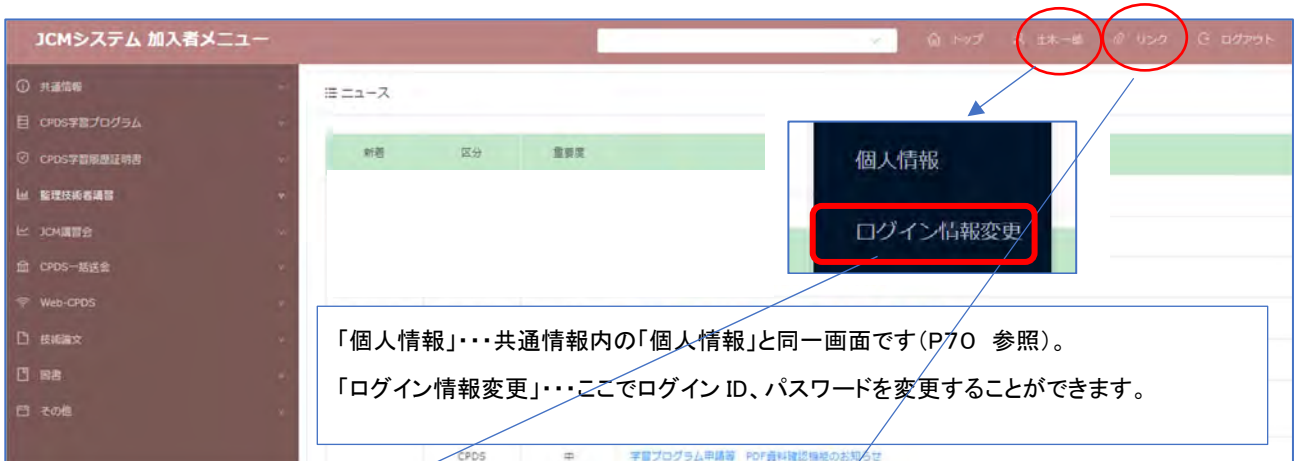 JCMシステム 加入者メニュー
トップ
土木一郎
リンク
ログアウト
共通情報
CPDS学習プログラム
CPDS学習履歴証明書
監理技術者講習
JCM講習会
CPDS一括送金
Web-CPDS
技術論文
図書
その他
ニュース
新着 区分 重要度
個人情報
ログイン情報変更
「個人情報」・・・共通情報内の「個人情報」と同一画面です（P70 参照）。
「ログイン情報変更」・・・ここでログイン ID、パスワードを変更することができます。
CPDS 中 学習プログラム申請等 PDF資料確認機能のお知らせ